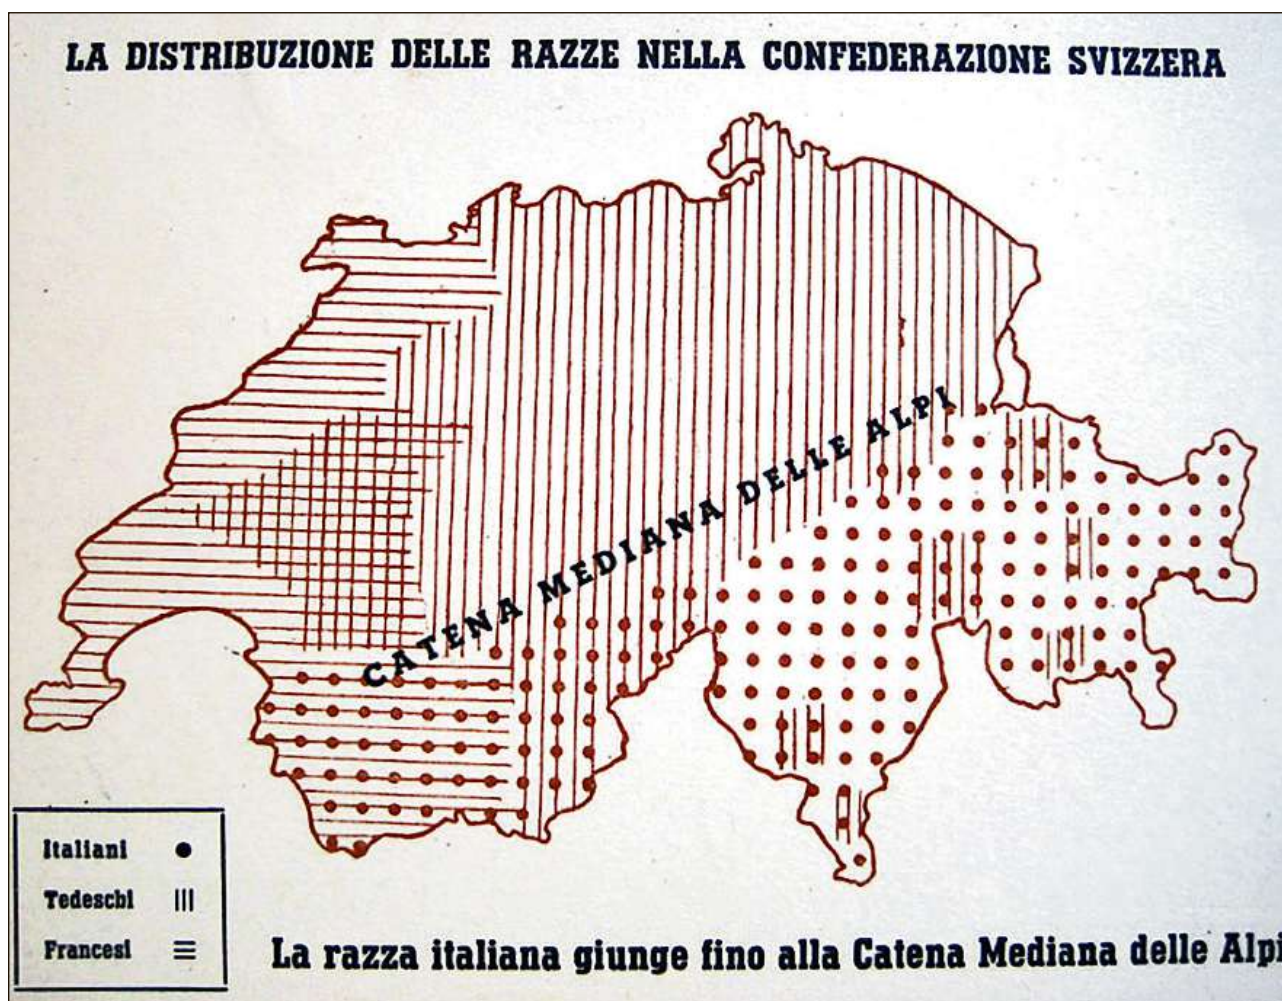 LA DISTRIBUZIONE DELLE RAZZE NELLA CONFEDERAZIONE SVIZZERA
CATENA MEDIANA DELLE ALPI
Italiani
Tedeschi
Francesi
La razza italiana giunge fino alla Catena Mediana delle Alpi